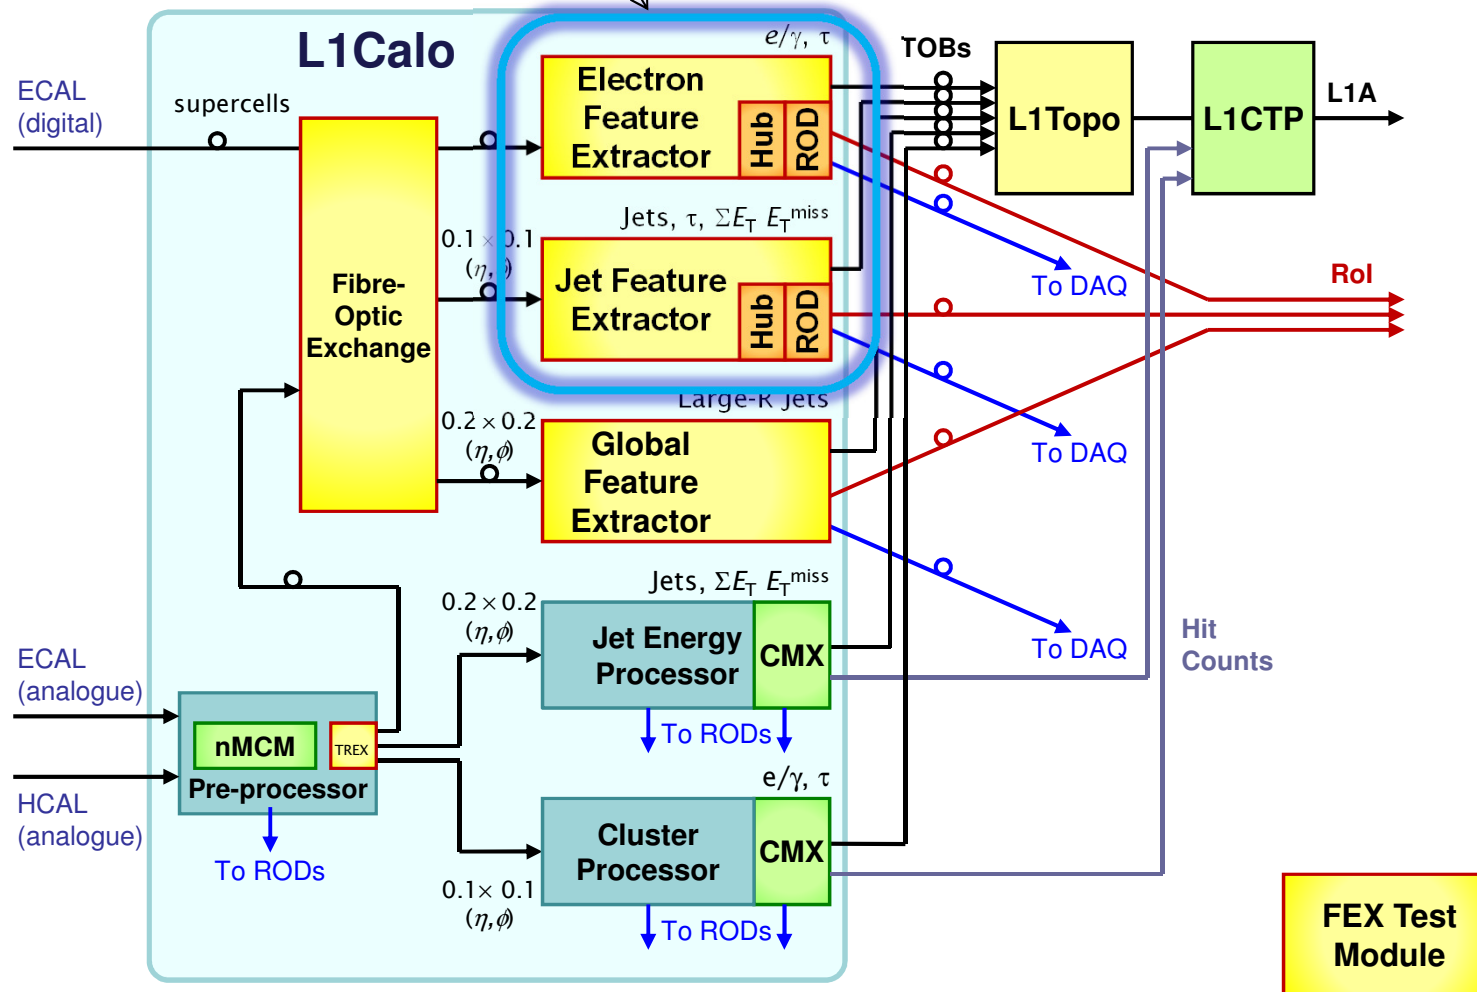 L1Calo
e/γ, τ
TOBs
ECAL
(digital)
supercells
Electron
Feature
Extractor
Hub
ROD
L1Topo
L1CTP
L1A
Jets, τ, ΣE_T E_T^miss
0.1 × 0.1
(η,ϕ)
Fibre-
Optic
Exchange
Jet Feature
Extractor
Hub
ROD
To DAQ
RoI
Large-R Jets
0.2 × 0.2
(η,ϕ)
Global
Feature
Extractor
To DAQ
Jets, ΣE_T E_T^miss
0.2 × 0.2
(η,ϕ)
Jet Energy
Processor
CMX
To DAQ
Hit
Counts
ECAL
(analogue)
nMCM
TREX
Pre-processor
To RODs
HCAL
(analogue)
To RODs
e/γ, τ
Cluster
Processor
CMX
0.1× 0.1
(η,ϕ)
To RODs
FEX Test
Module